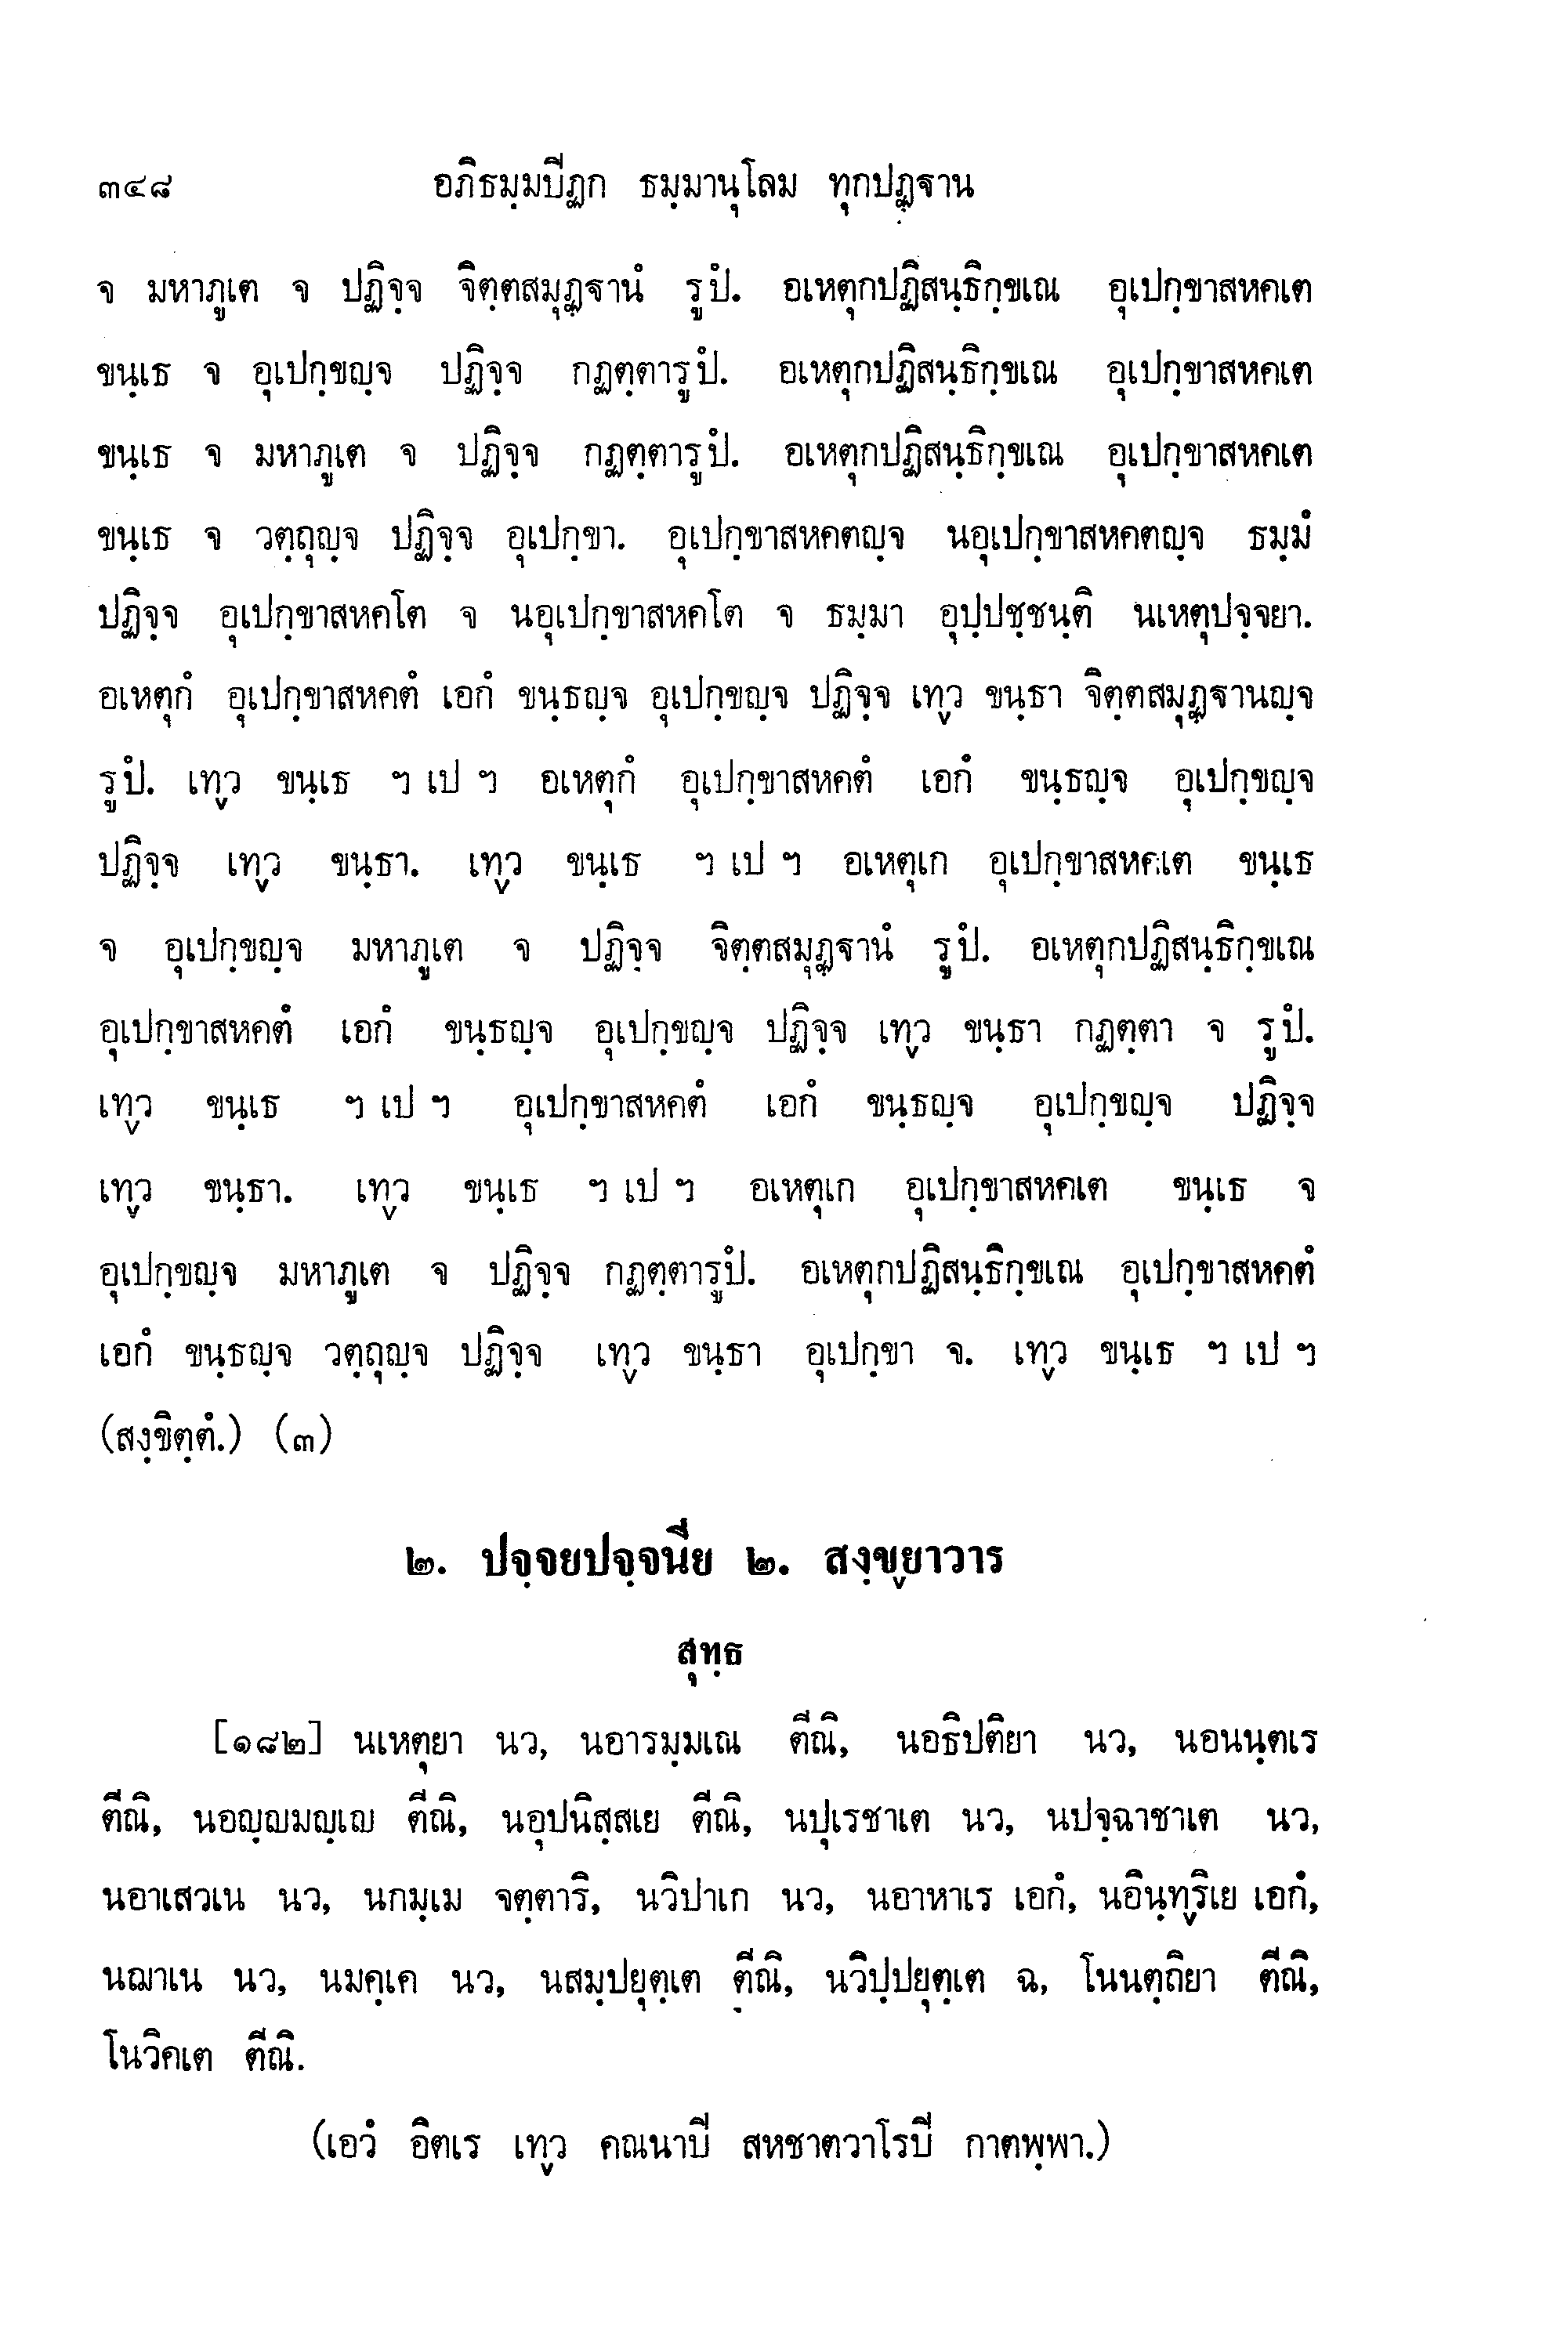 ๓๔๘ อภิธมฺมปิฏก ธมฺมานุโลม ทุกปฏฺฐาน
จ มหาภูเต จ ปฏิจฺจ จิตฺตสมุฏฺฐานํ รูปํ. อเหตุกปฏิสนฺธิกฺขเณ อุเปกฺขาสหคเต
ขนฺเธ จ อุเปกฺขญฺจ ปฏิจฺจ กฏตฺตารูปํ. อเหตุกปฏิสนฺธิกฺขเณ อุเปกฺขาสหคเต
ขนฺเธ จ มหาภูเต จ ปฏิจฺจ กฏตฺตารูปํ. อเหตุกปฏิสนฺธิกฺขเณ อุเปกฺขาสหคเต
ขนฺเธ จ วตฺถุญฺจ ปฏิจฺจ อุเปกฺขา. อุเปกฺขาสหคตญฺจ นอุเปกฺขาสหคตญฺจ ธมฺมํ
ปฏิจฺจ อุเปกฺขาสหคโต จ นอุเปกฺขาสหคโต จ ธมฺมา อุปฺปชฺชนฺติ นเหตุปจฺจยา.
อเหตุกํ อุเปกฺขาสหคตํ เอกํ ขนฺธญฺจ อุเปกฺขญฺจ ปฏิจฺจ เทฺว ขนฺธา จิตฺตสมุฏฺฐานญฺจ
รูปํ. เทฺว ขนฺเธ ฯ เป ฯ อเหตุกํ อุเปกฺขาสหคตํ เอกํ ขนฺธญฺจ อุเปกฺขญฺจ
ปฏิจฺจ เทฺว ขนฺธา. เทฺว ขนฺเธ ฯ เป ฯ อเหตุเก อุเปกฺขาสหคเต ขนฺเธ
จ อุเปกฺขญฺจ มหาภูเต จ ปฏิจฺจ จิตฺตสมุฏฺฐานํ รูปํ. อเหตุกปฏิสนฺธิกฺขเณ
อุเปกฺขาสหคตํ เอกํ ขนฺธญฺจ อุเปกฺขญฺจ ปฏิจฺจ เทฺว ขนฺธา กฏตฺตา จ รูปํ.
เทฺว ขนฺเธ ฯ เป ฯ อุเปกฺขาสหคตํ เอกํ ขนฺธญฺจ อุเปกฺขญฺจ ปฏิจฺจ
เทฺว ขนฺธา. เทฺว ขนฺเธ ฯ เป ฯ อเหตุเก อุเปกฺขาสหคเต ขนฺเธ จ
อุเปกฺขญฺจ มหาภูเต จ ปฏิจฺจ กฏตฺตารูปํ. อเหตุกปฏิสนฺธิกฺขเณ อุเปกฺขาสหคตํ
เอกํ ขนฺธญฺจ วตฺถุญฺจ ปฏิจฺจ เทฺว ขนฺธา อุเปกฺขา จ. เทฺว ขนฺเธ ฯ เป ฯ
(สงฺขิตฺตํ.) (๓)
๒. ปจฺจยปจฺจนีย ๒. สงฺขฺยาวาร
สุทฺธ
[๑๘๒] นเหตุยา นว, นอารมฺมเณ ตีณิ, นอธิปติยา นว, นอนนฺตเร
ตีณิ, นอญฺญมญฺเญ ตีณิ, นอุปนิสฺสเย ตีณิ, นปุเรชาเต นว, นปจฺฉาชาเต นว,
นอาเสวเน นว, นกมฺเม จตฺตาริ, นวิปาเก นว, นอาหาเร เอกํ, นอินฺทฺริเย เอกํ,
นฌาเน นว, นมคฺเค นว, นสมฺปยุตฺเต ตีณิ, นวิปฺปยุตฺเต ฉ, โนนตฺถิยา ตีณิ,
โนวิคเต ตีณิ.
(เอวํ อิตเร เทฺว คณนาปิ สหชาตวาโรปิ กาตพฺพา.)